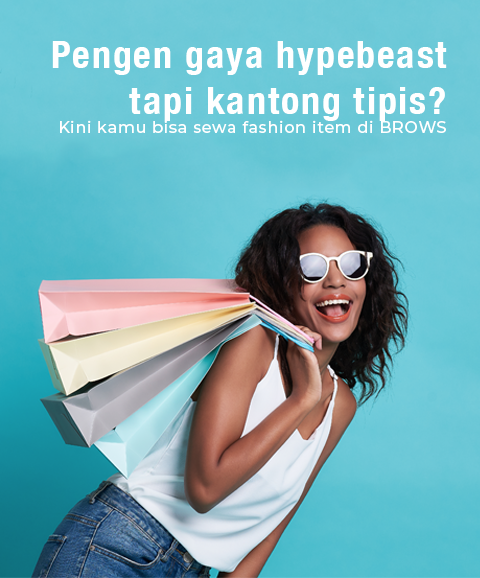 Pengen gaya hypebeast
tapi kantong tipis?
Kini kamu bisa sewa fashion item di BROWS